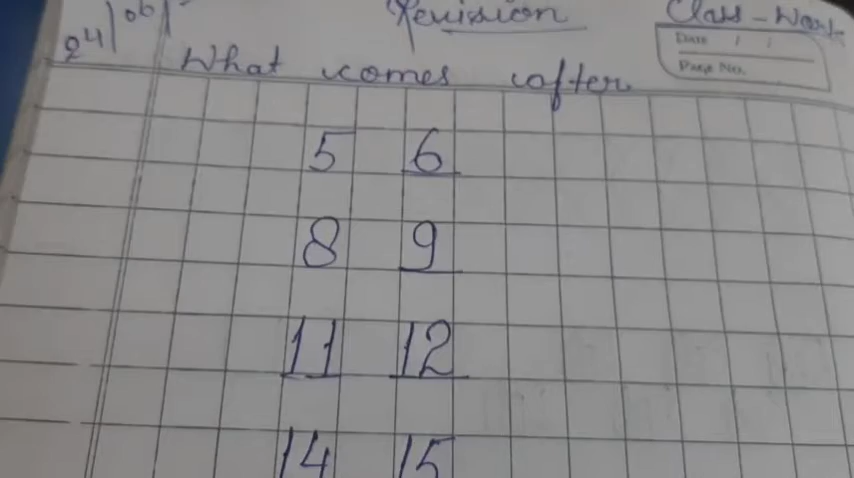 24/06/ Revision Class-Work
Date / /
Page No.
What comes after
5 6
8 9
11 12
14 15